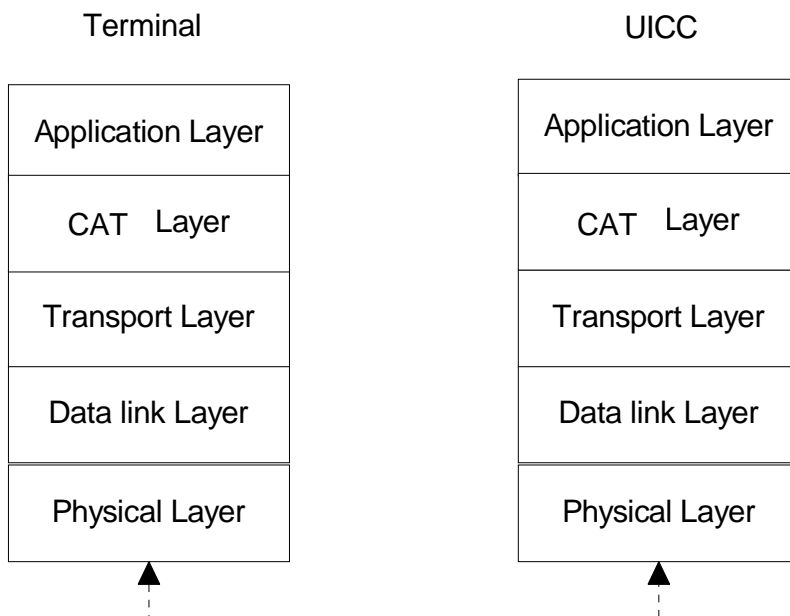 Terminal
UICC
Application Layer
CAT Layer
Transport Layer
Data link Layer
Physical Layer
Application Layer
CAT Layer
Transport Layer
Data link Layer
Physical Layer